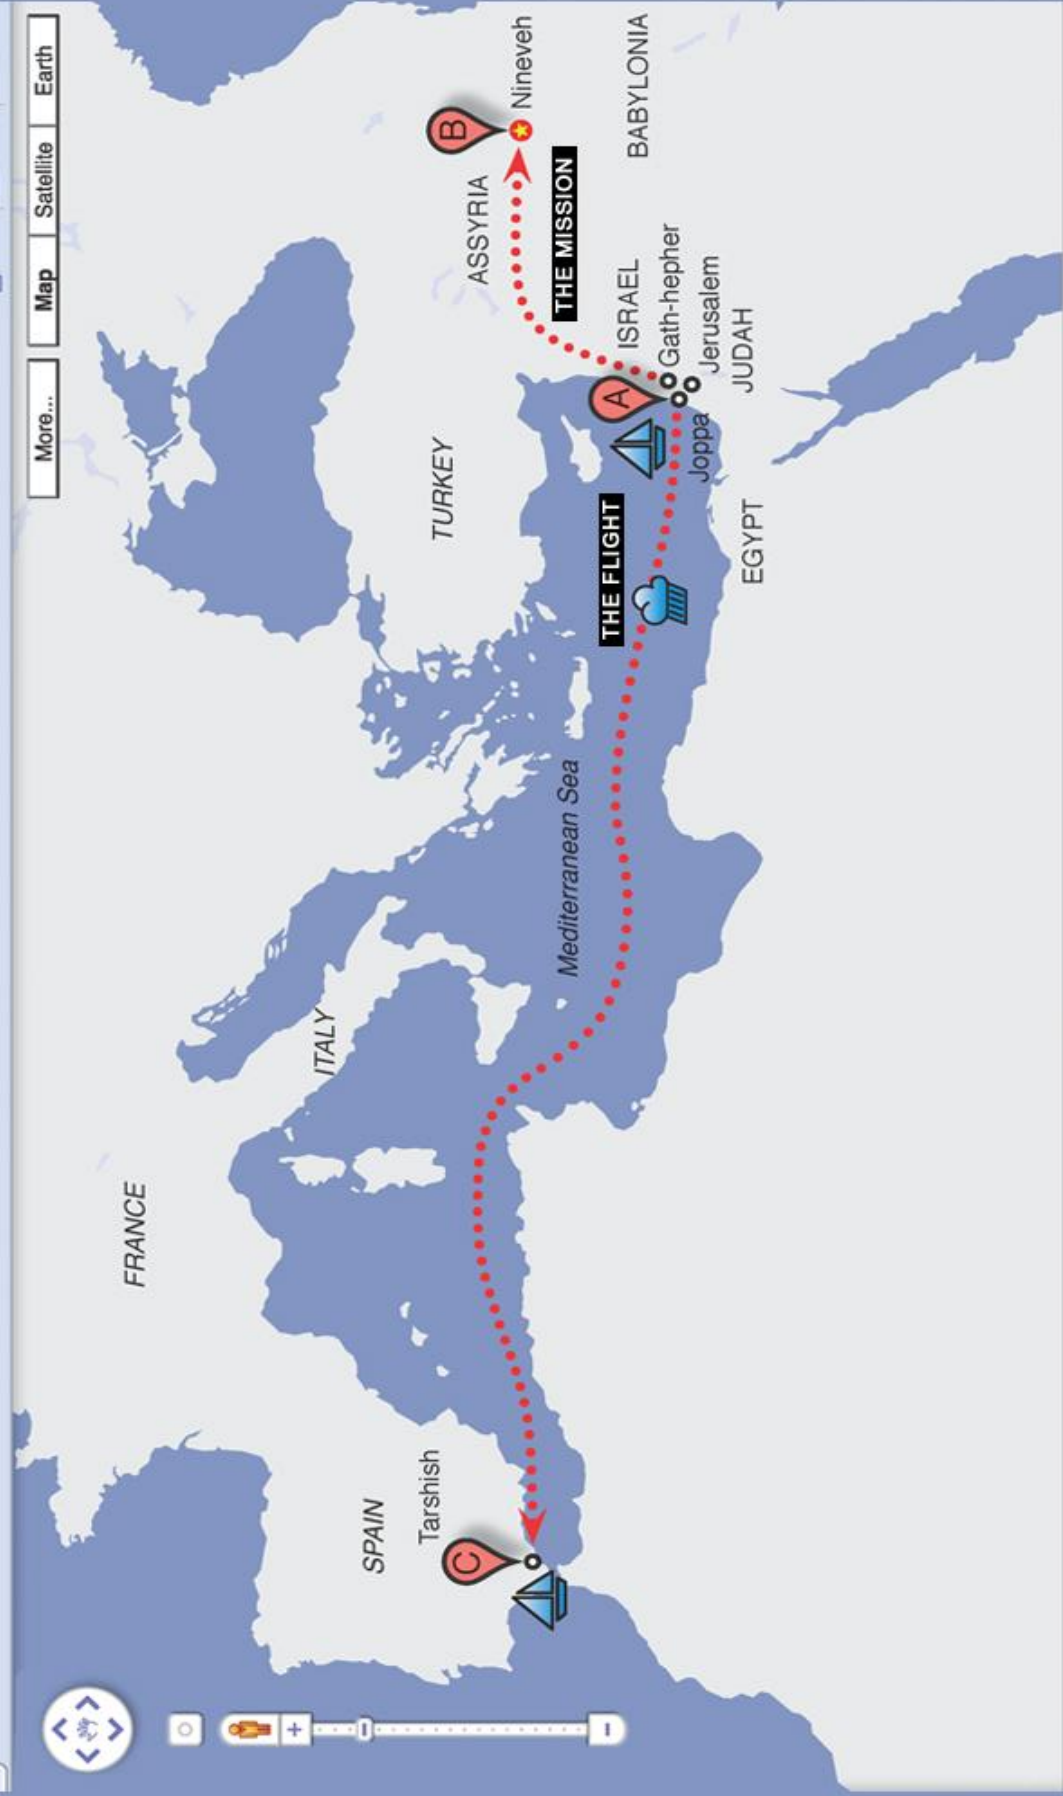 More...
Map
Satellite
Earth
FRANCE
ITALY
SPAIN
Tarshish
C
TURKEY
ASSYRIA
B
Nineveh
THE MISSION
BABYLONIA
Mediterranean Sea
THE FLIGHT
A
ISRAEL
Gath-hepher
Jerusalem
JUDAH
Joppa
EGYPT